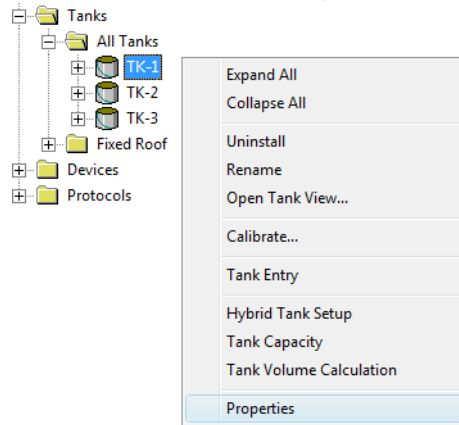 Tanks
All Tanks
TK-1
TK-2
TK-3
Fixed Roof
Devices
Protocols
Expand All
Collapse All
Uninstall
Rename
Open Tank View...
Calibrate...
Tank Entry
Hybrid Tank Setup
Tank Capacity
Tank Volume Calculation
Properties